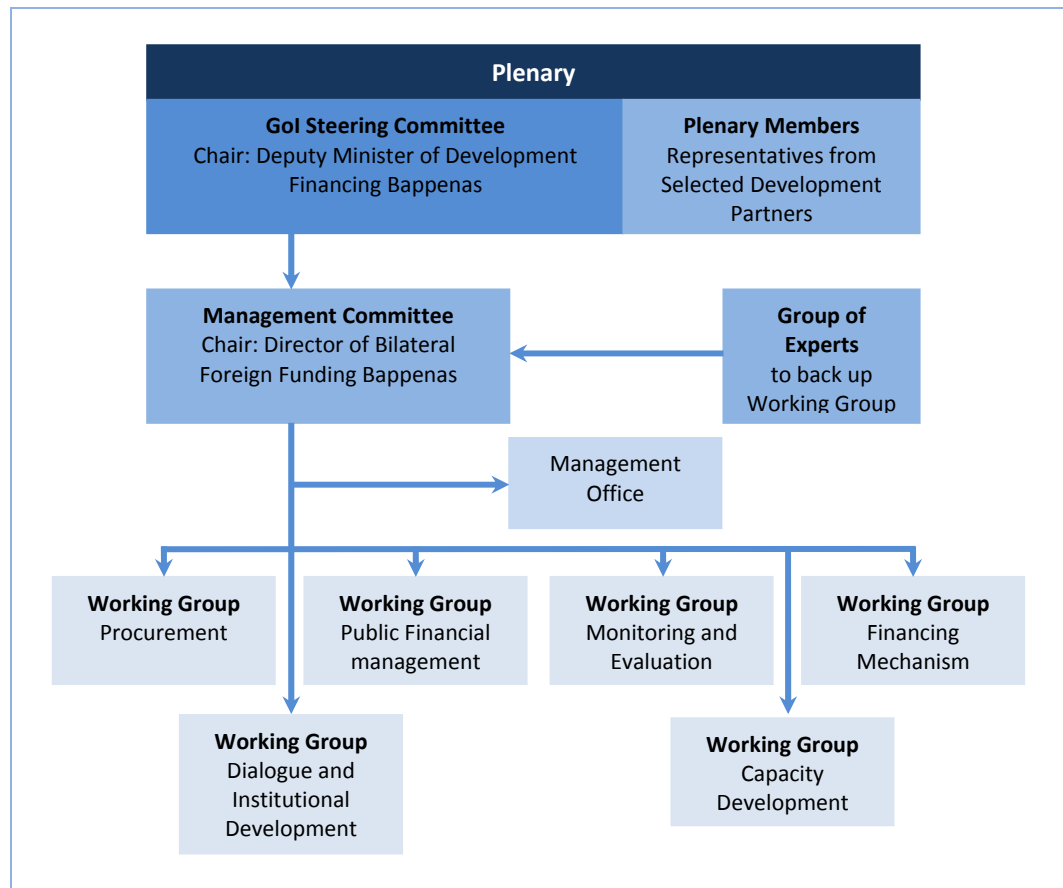 Plenary
GoI Steering Committee
Chair: Deputy Minister of Development
Financing Bappenas
Plenary Members
Representatives from
Selected Development
Partners
Management Committee
Chair: Director of Bilateral
Foreign Funding Bappenas
Group of
Experts
to back up
Working Group
Management
Office
Working Group
Procurement
Working Group
Public Financial
management
Working Group
Monitoring and
Evaluation
Working Group
Financing
Mechanism
Working Group
Dialogue and
Institutional
Development
Working Group
Capacity
Development